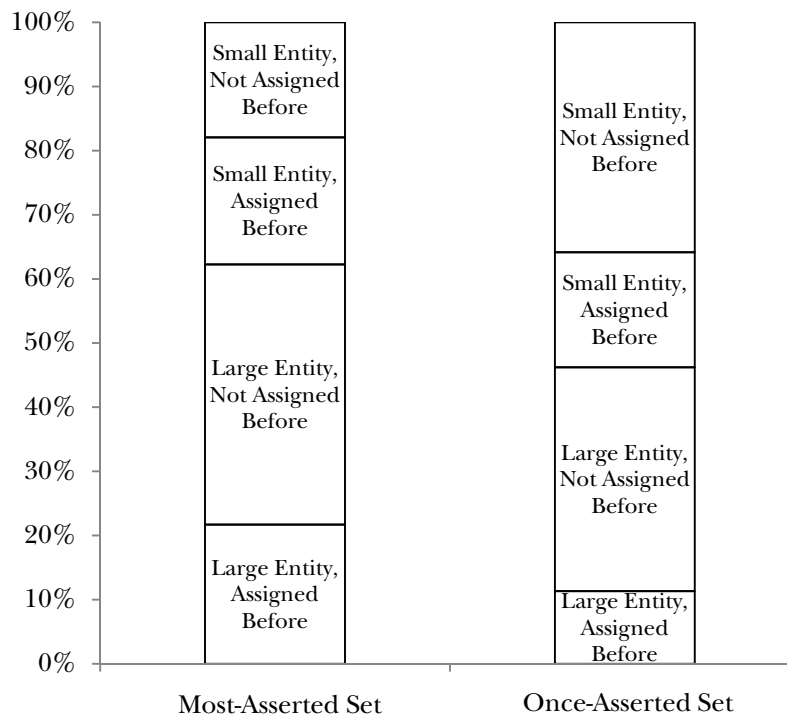 100%
90%
80%
70%
60%
50%
40%
30%
20%
10%
0%
Small Entity,
Not Assigned
Before
Small Entity,
Assigned
Before
Large Entity,
Not Assigned
Before
Large Entity,
Assigned
Before
Small Entity,
Not Assigned
Before
Small Entity,
Assigned
Before
Large Entity,
Not Assigned
Before
Large Entity,
Assigned
Before
Most-Asserted Set
Once-Asserted Set